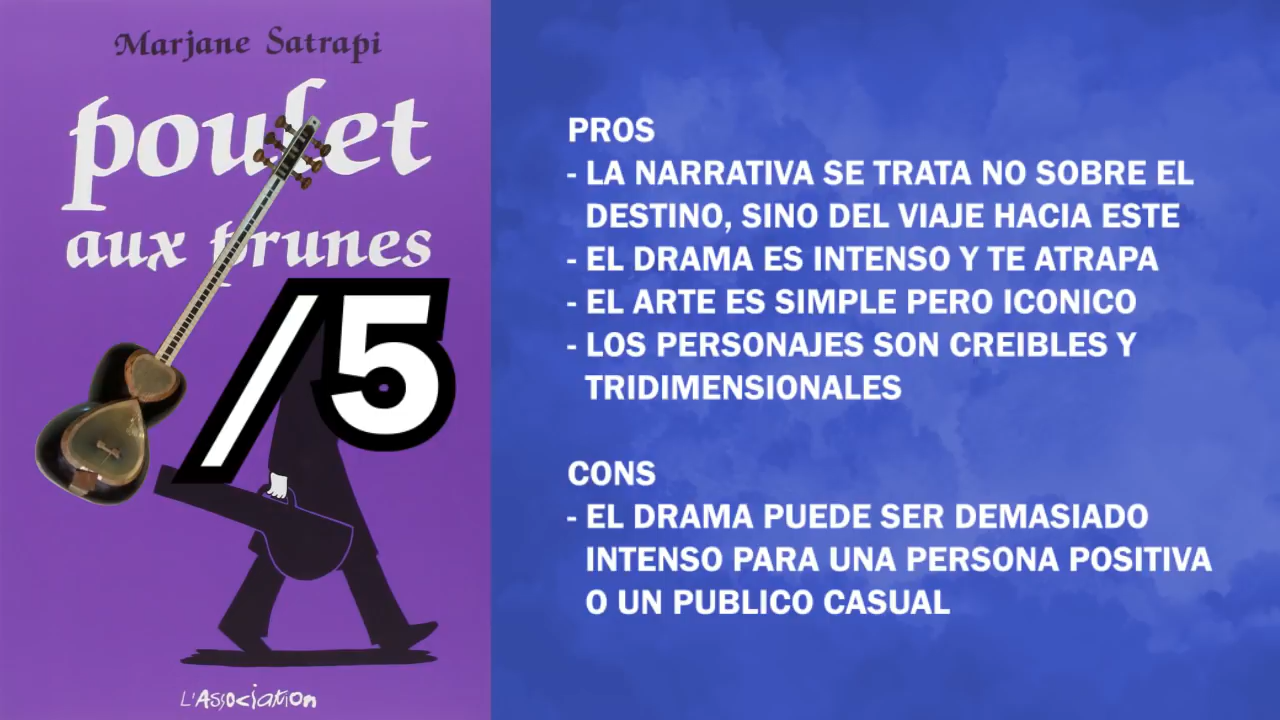 Marjane Satrapi
poulet
aux prunes
/5
L'Association
PROS
- LA NARRATIVA SE TRATA NO SOBRE EL
DESTINO, SINO DEL VIAJE HACIA ESTE
- EL DRAMA ES INTENSO Y TE ATRAPA
- EL ARTE ES SIMPLE PERO ICONICO
- LOS PERSONAJES SON CREIBLES Y
TRIDIMENSIONALES
CONS
- EL DRAMA PUEDE SER DEMASIADO
INTENSO PARA UNA PERSONA POSITIVA
O UN PUBLICO CASUAL